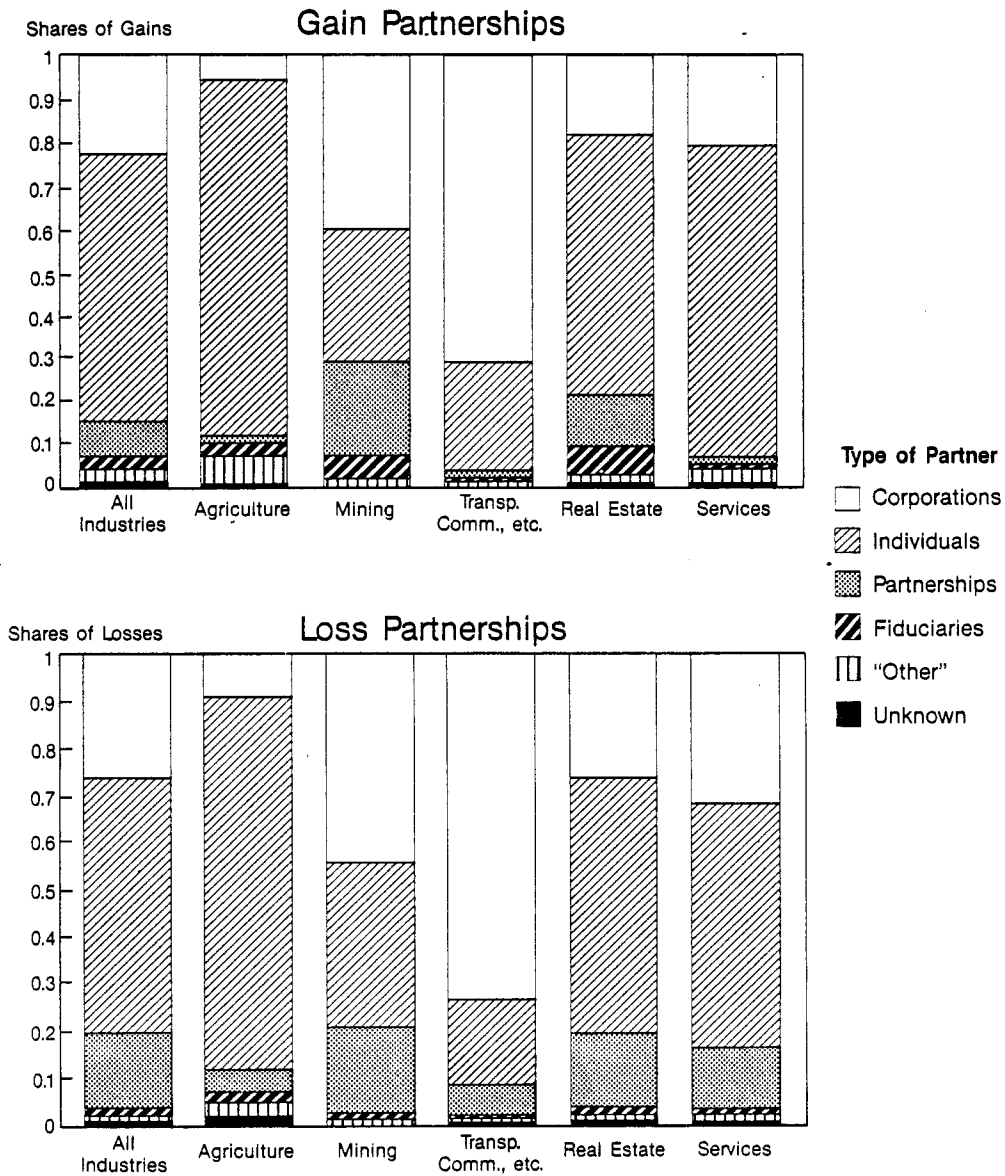 Gain Partnerships
Shares of Gains
1
0.9
0.8
0.7
0.6
0.5
0.4
0.3
0.2
0.1
0
All Industries
Agriculture
Mining
Transp. Comm., etc.
Real Estate
Services
Type of Partner
Corporations
Individuals
Partnerships
Fiduciaries
"Other"
Unknown
Loss Partnerships
Shares of Losses
1
0.9
0.8
0.7
0.6
0.5
0.4
0.3
0.2
0.1
0
All Industries
Agriculture
Mining
Transp. Comm., etc.
Real Estate
Services